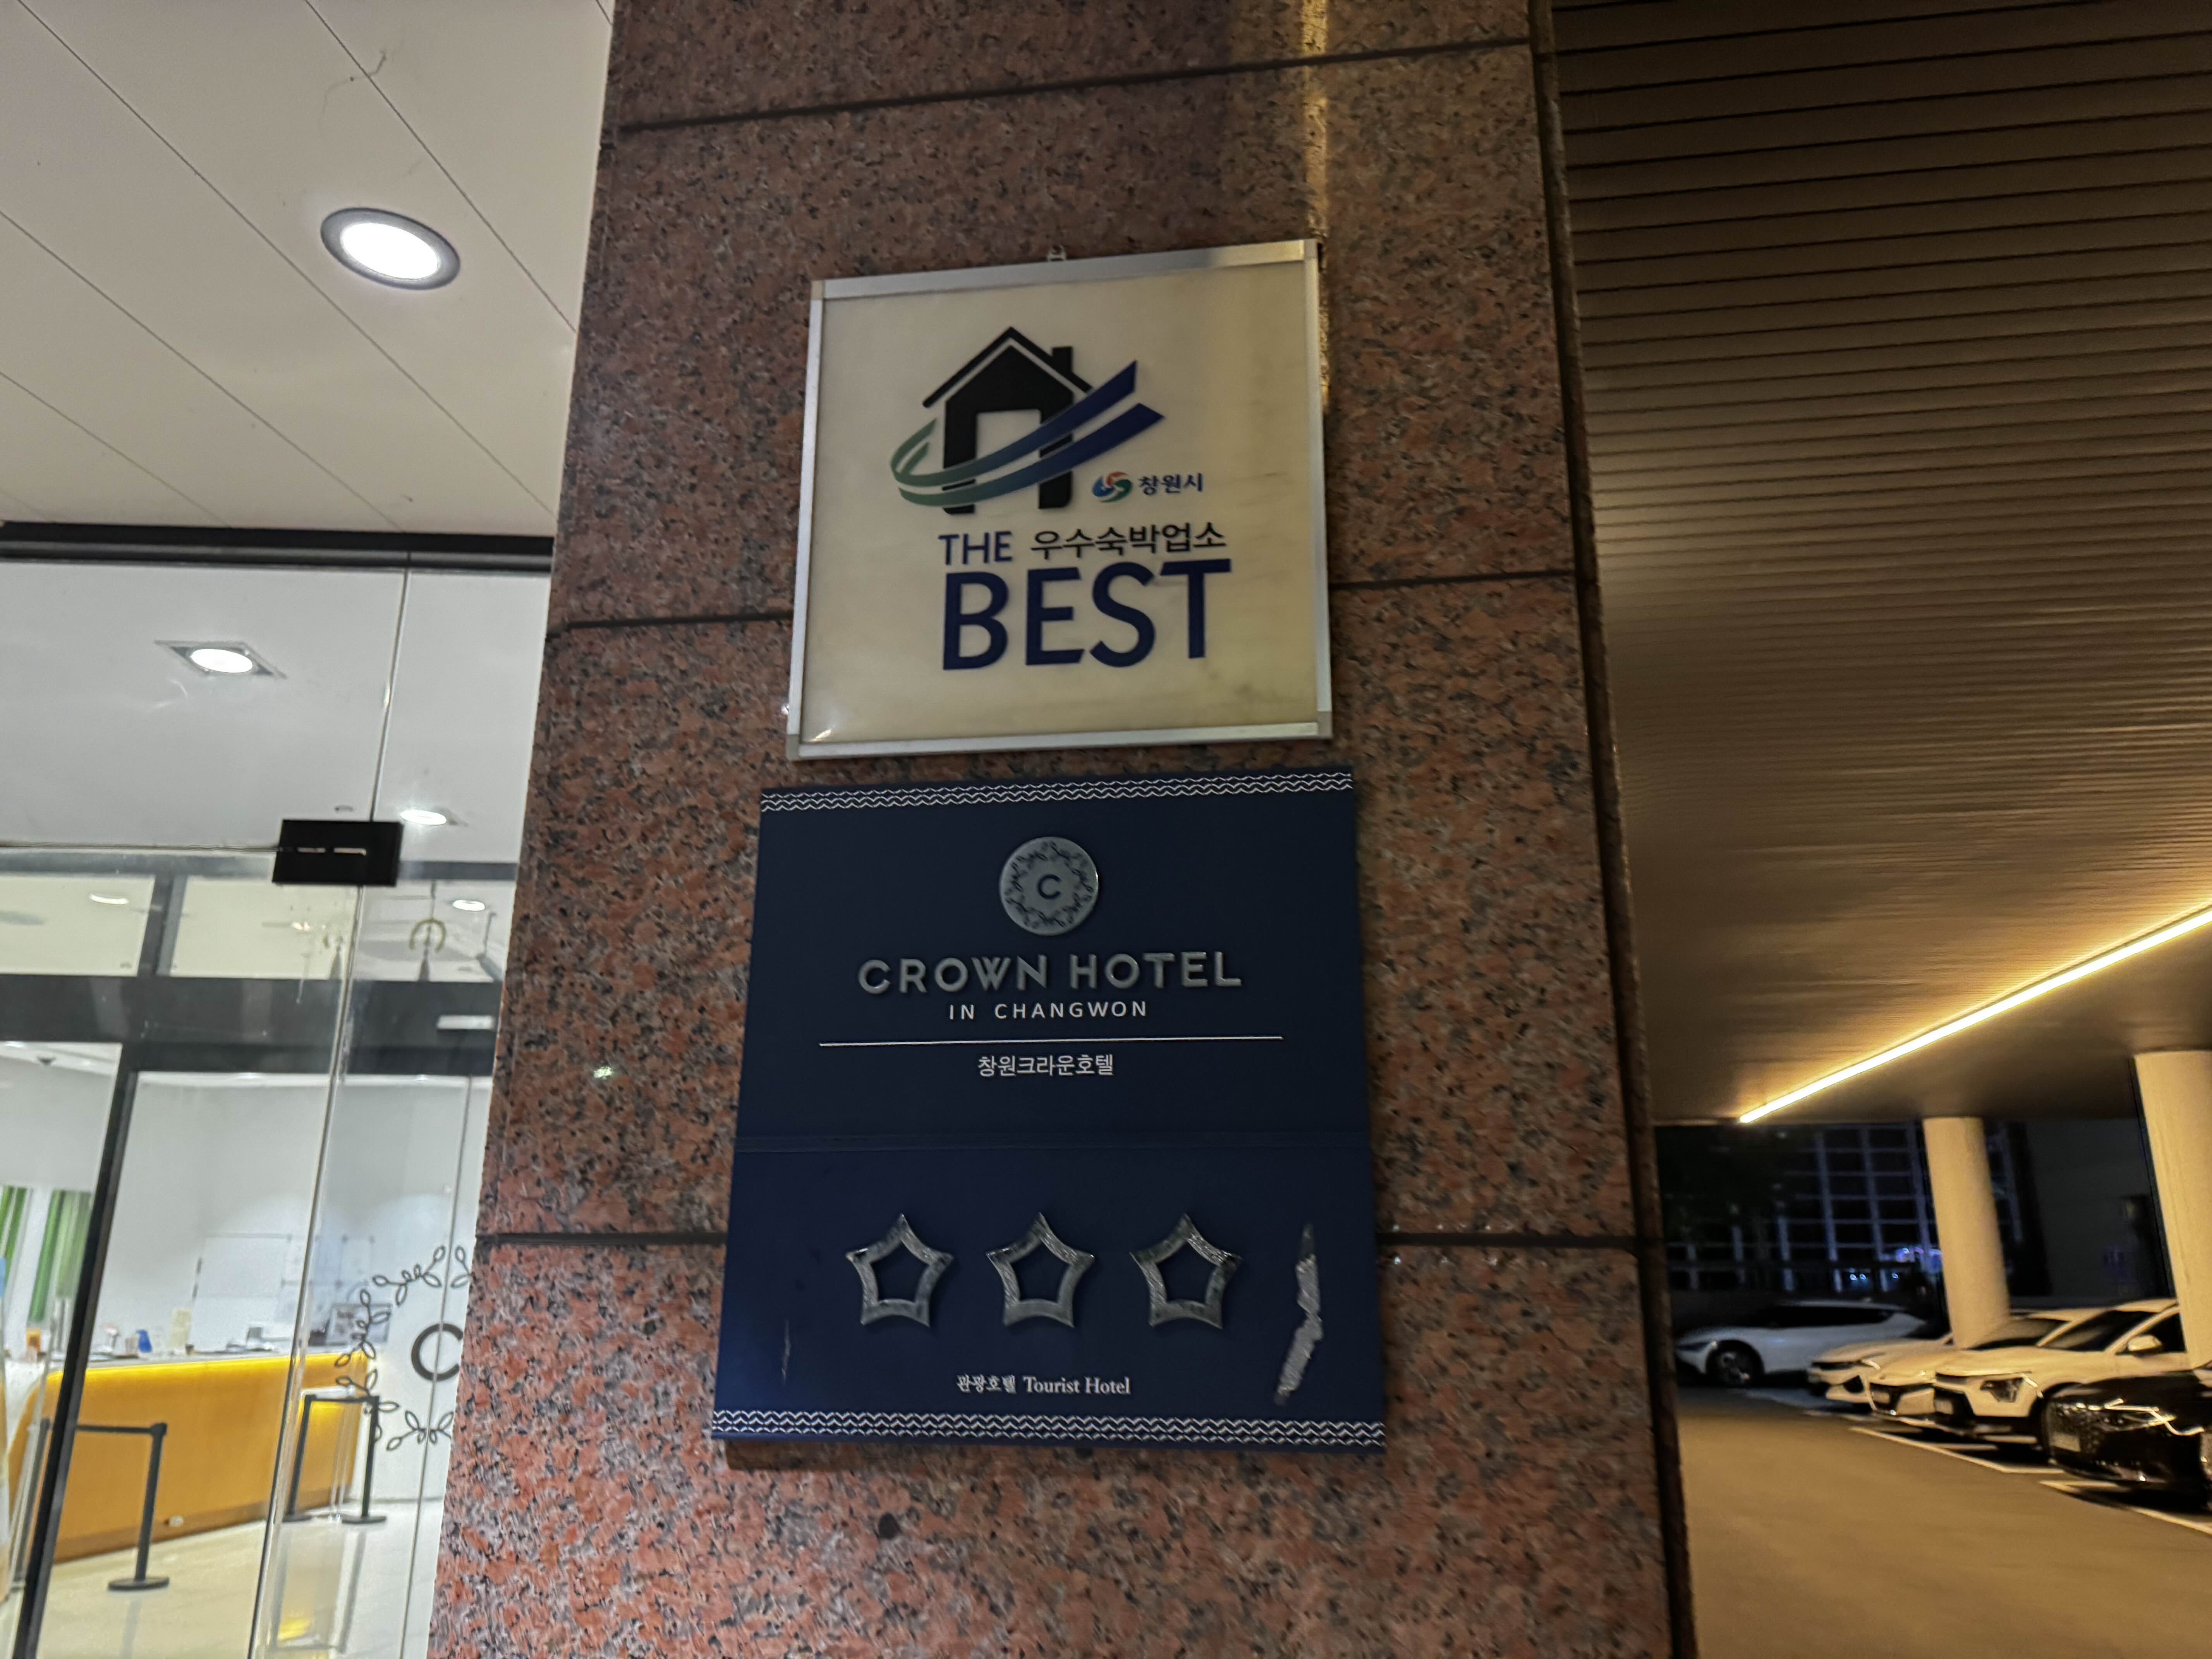 창원시
THE 우수숙박업소
BEST
C
CROWN HOTEL
IN CHANGWON
창원크라운호텔
관광호텔 Tourist Hotel
C